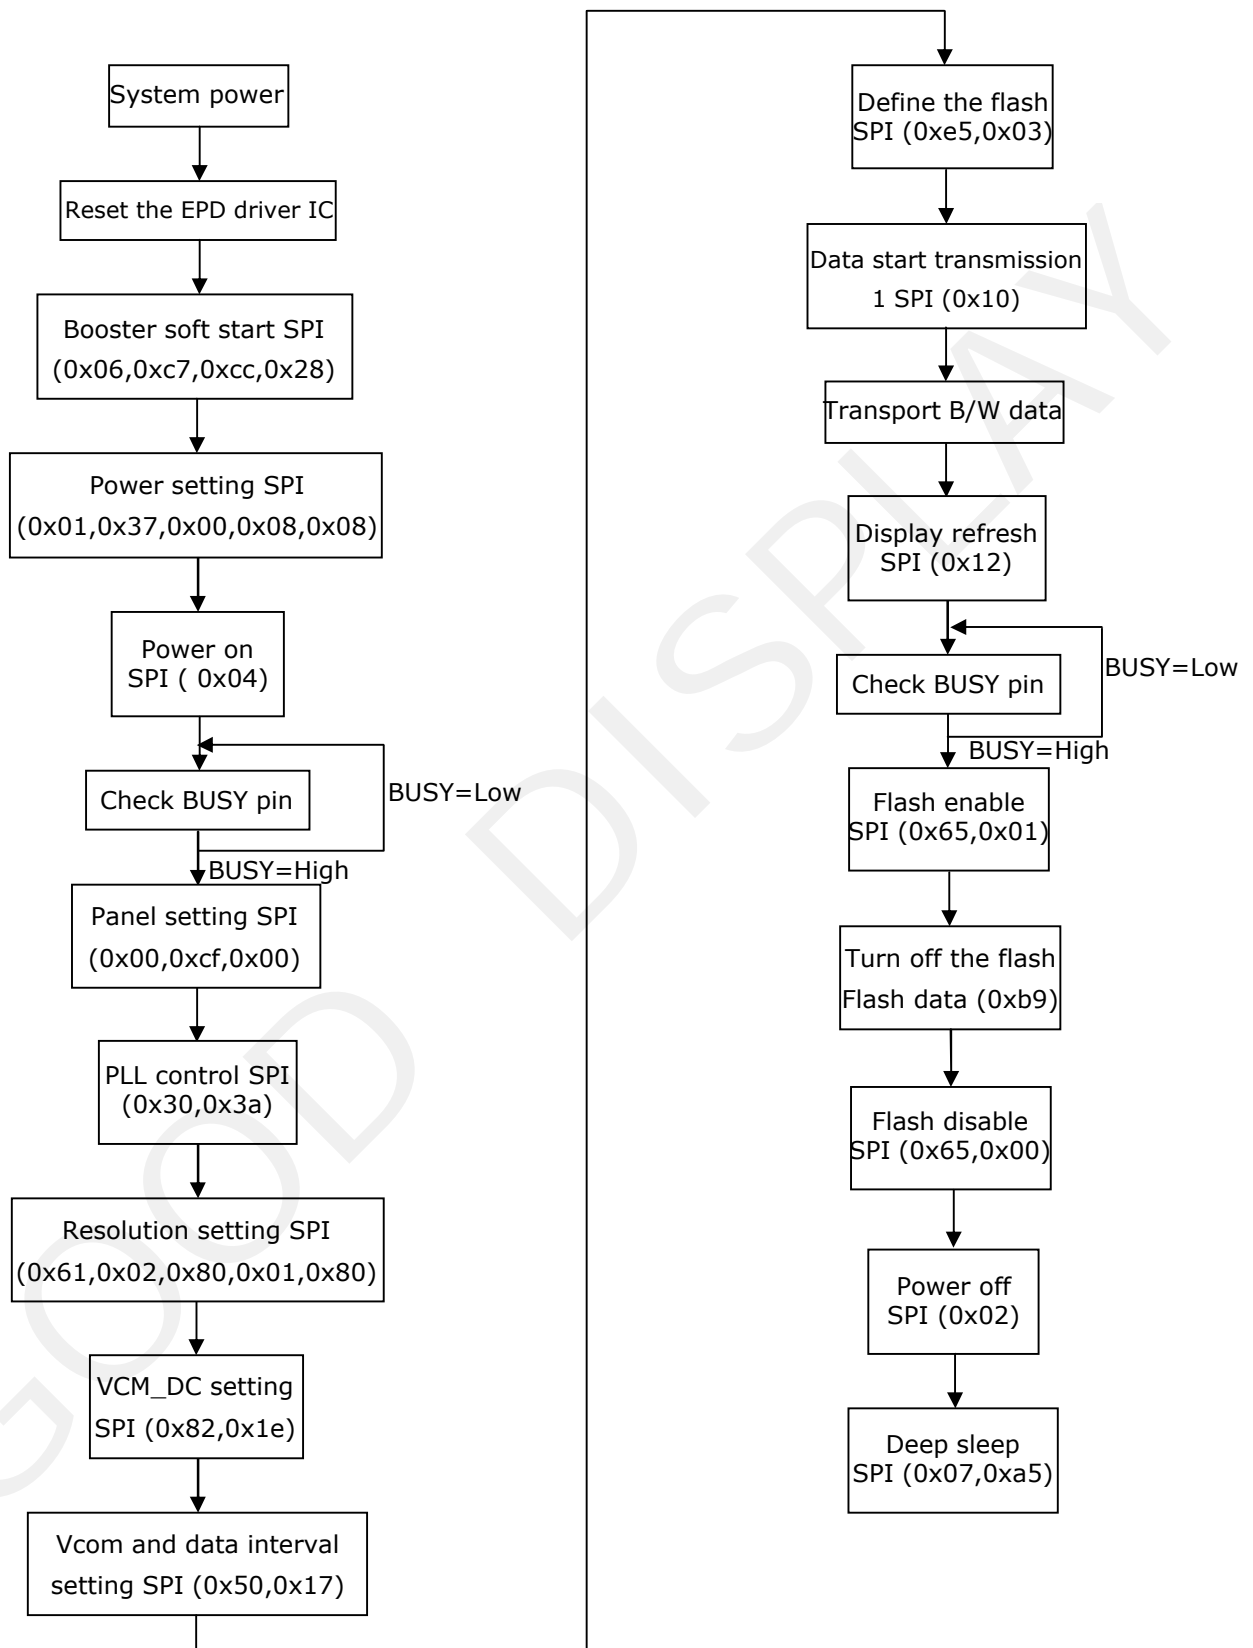 System power
Reset the EPD driver IC
Booster soft start SPI
(0x06,0xc7,0xcc,0x28)
Power setting SPI
(0x01,0x37,0x00,0x08,0x08)
Power on
SPI ( 0x04)
Check BUSY pin
BUSY=Low
BUSY=High
Panel setting SPI
(0x00,0xcf,0x00)
PLL control SPI
(0x30,0x3a)
Resolution setting SPI
(0x61,0x02,0x80,0x01,0x80)
VCM_DC setting
SPI (0x82,0x1e)
Vcom and data interval
setting SPI (0x50,0x17)
Define the flash
SPI (0xe5,0x03)
Data start transmission
1 SPI (0x10)
Transport B/W data
Display refresh
SPI (0x12)
Check BUSY pin
BUSY=Low
BUSY=High
Flash enable
SPI (0x65,0x01)
Turn off the flash
Flash data (0xb9)
Flash disable
SPI (0x65,0x00)
Power off
SPI (0x02)
Deep sleep
SPI (0x07,0xa5)
GOOD DISPLAY